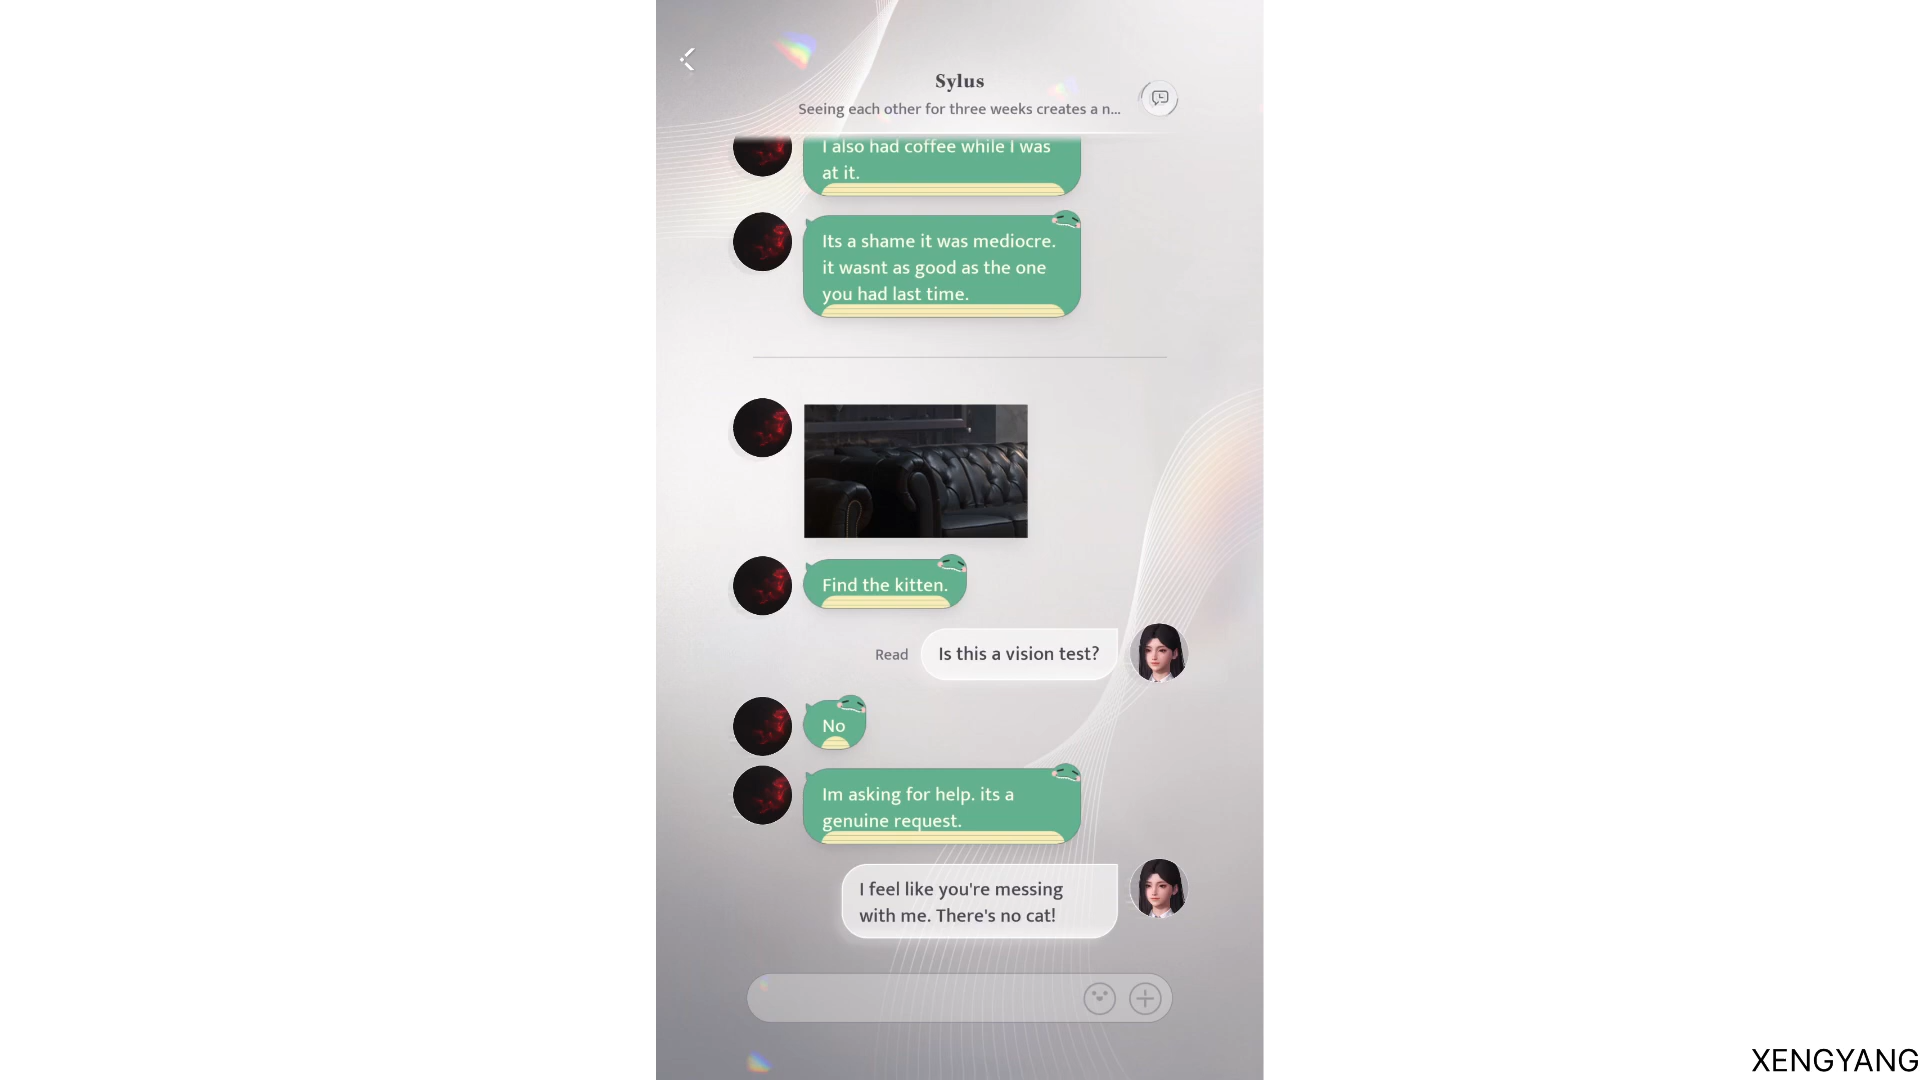 Sylus
Seeing each other for three weeks creates a n...
I also had coffee while I was
at it.
Its a shame it was mediocre.
it wasnt as good as the one
you had last time.
Find the kitten.
Read
Is this a vision test?
No
Im asking for help. its a
genuine request.
I feel like you're messing
with me. There's no cat!
XENGYANG